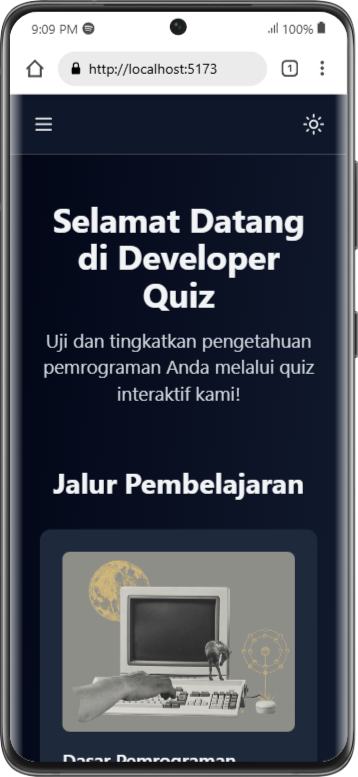 9:09 PM 100%
http://localhost:5173 1
Selamat Datang
di Developer
Quiz
Uji dan tingkatkan pengetahuan
pemrograman Anda melalui quiz
interaktif kami!
Jalur Pembelajaran
Dasar Pemrograman